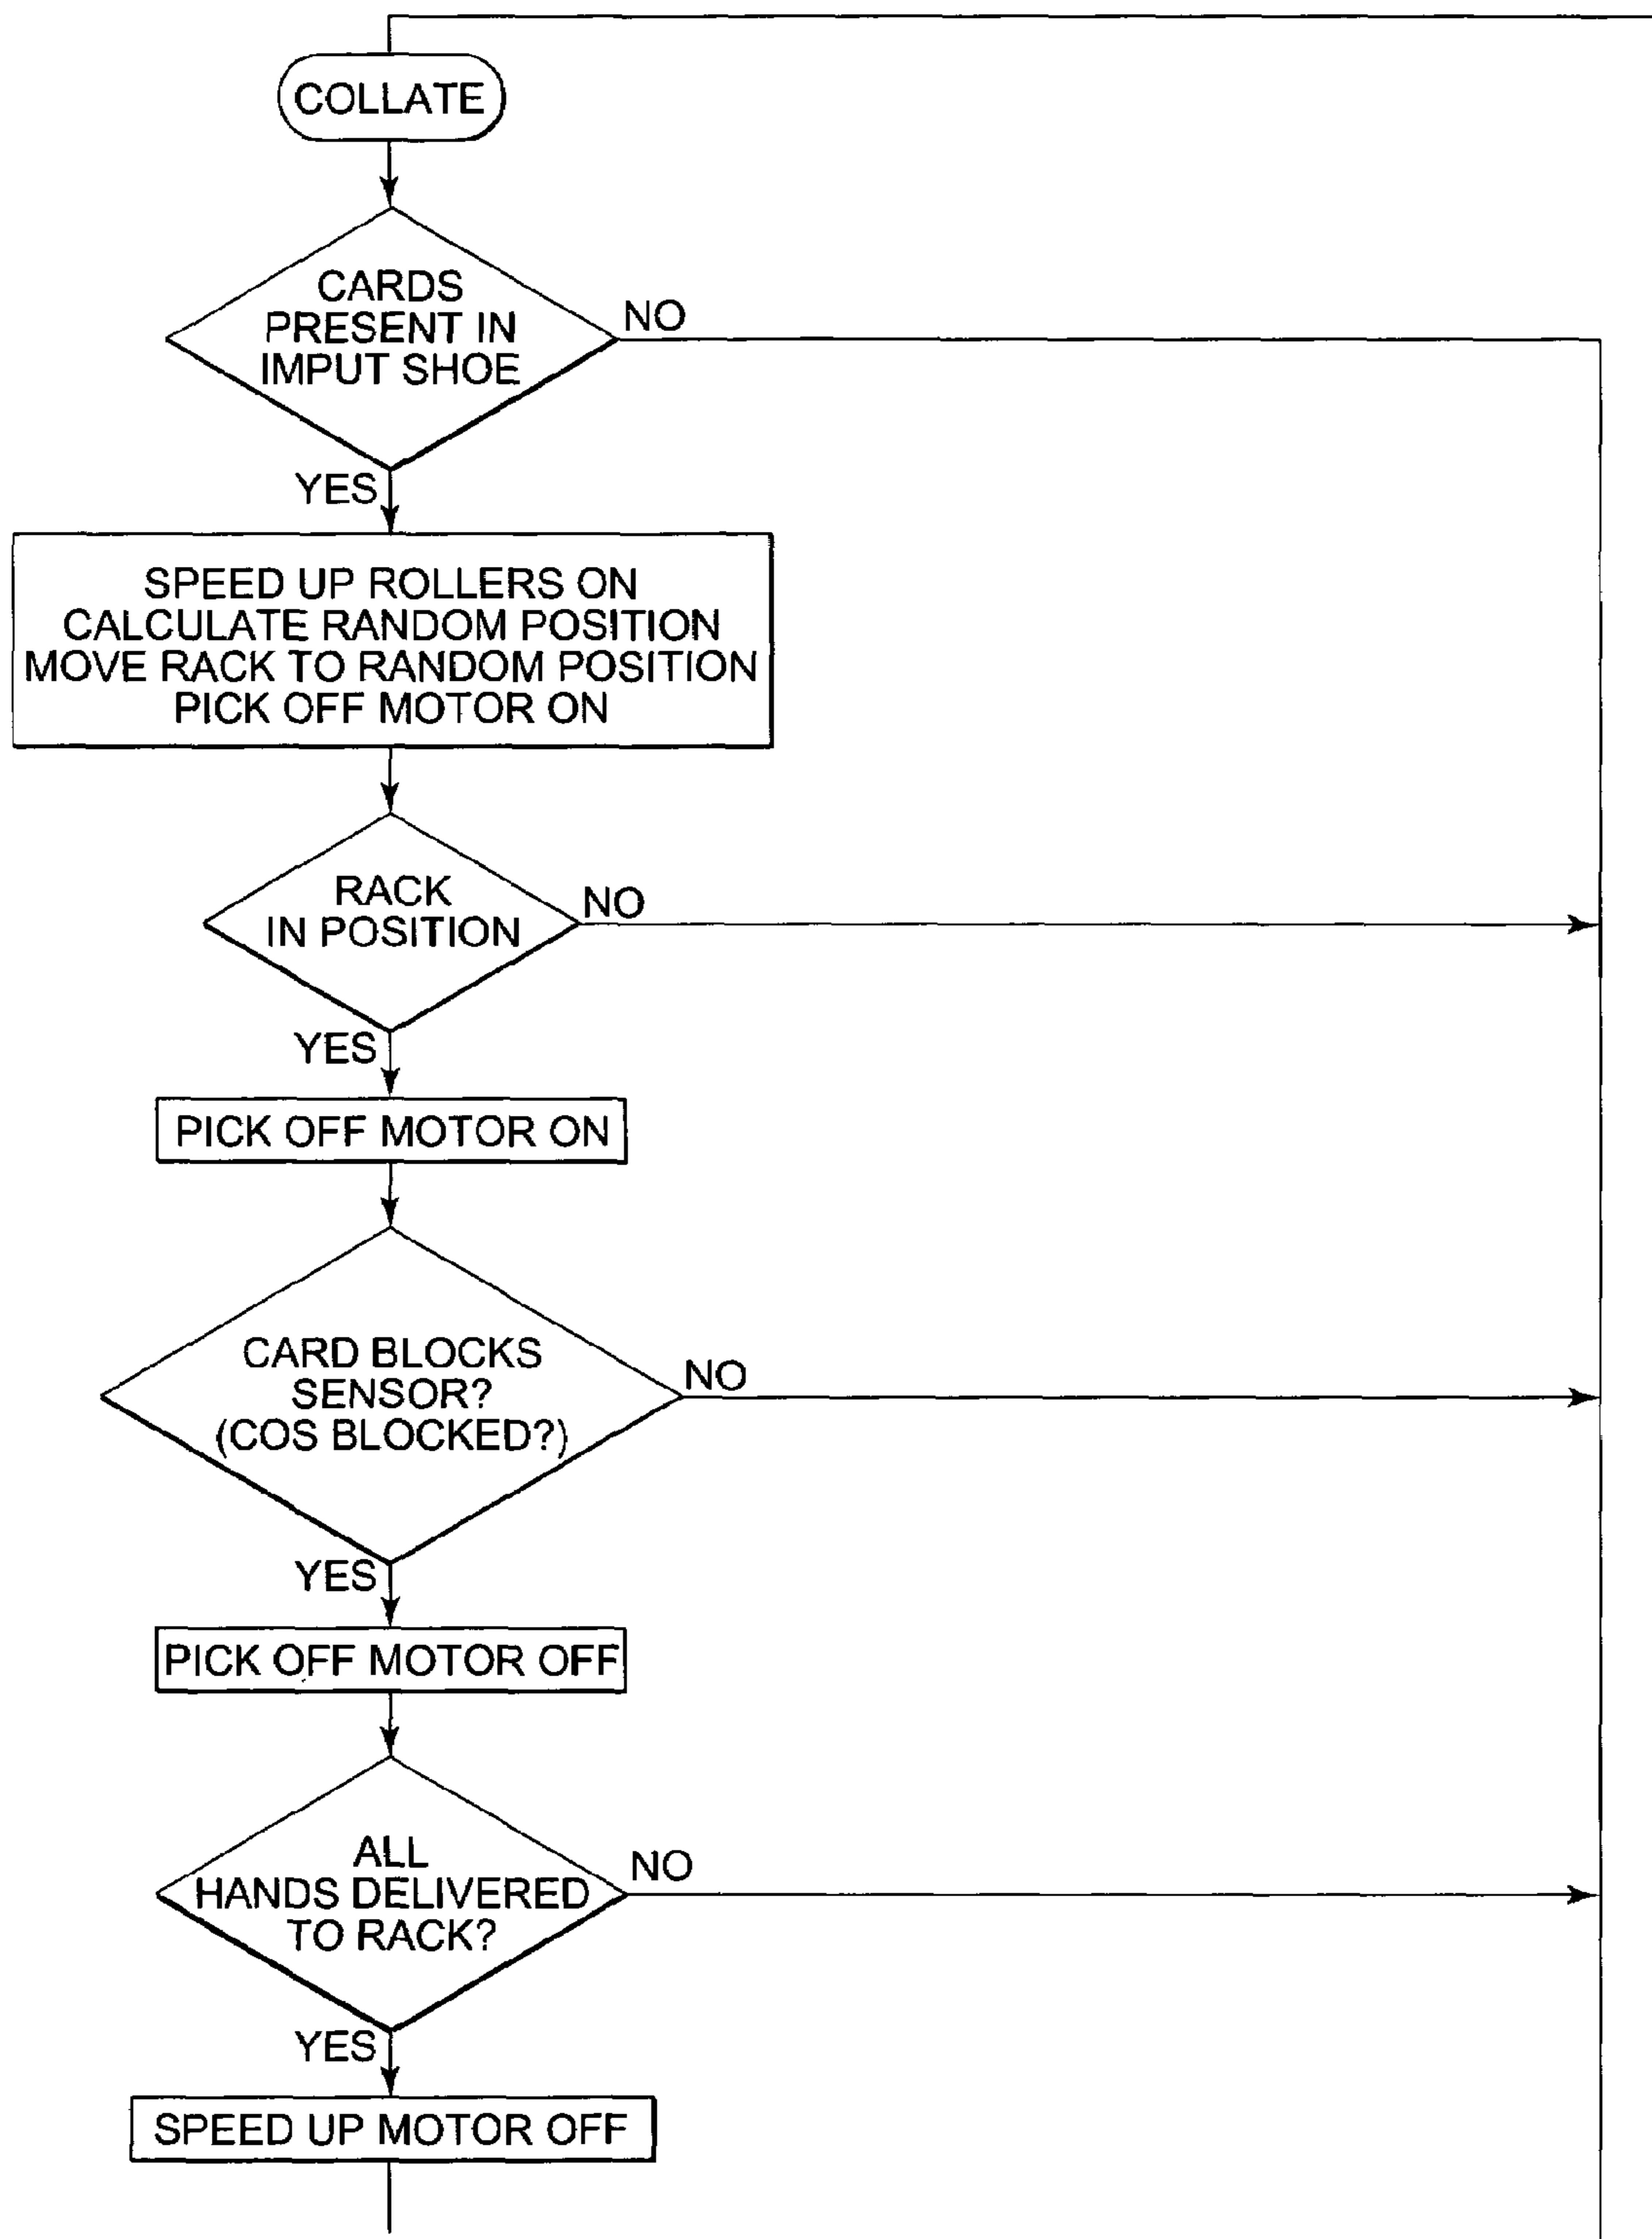 COLLATE
CARDS
PRESENT IN
IMPUT SHOE
NO
YES
SPEED UP ROLLERS ON
CALCULATE RANDOM POSITION
MOVE RACK TO RANDOM POSITION
PICK OFF MOTOR ON
RACK
IN POSITION
NO
YES
PICK OFF MOTOR ON
CARD BLOCKS
SENSOR?
(COS BLOCKED?)
NO
YES
PICK OFF MOTOR OFF
ALL
HANDS DELIVERED
TO RACK?
NO
YES
SPEED UP MOTOR OFF